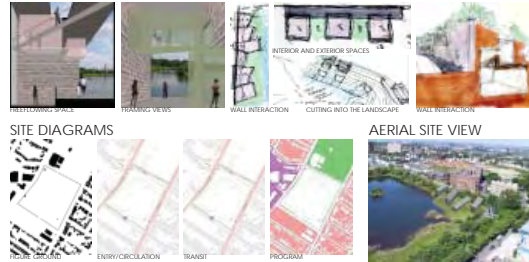 INTERIOR AND EXTERIOR SPACES
FREEFLOWING SPACE
FRAMING VIEWS
WALL INTERACTION
CUTTING INTO THE LANDSCAPE
WALL INTERACTION
SITE DIAGRAMS
AERIAL SITE VIEW
FIGURE GROUND
ENTRY/CIRCULATION
TRANSIT
PROGRAM